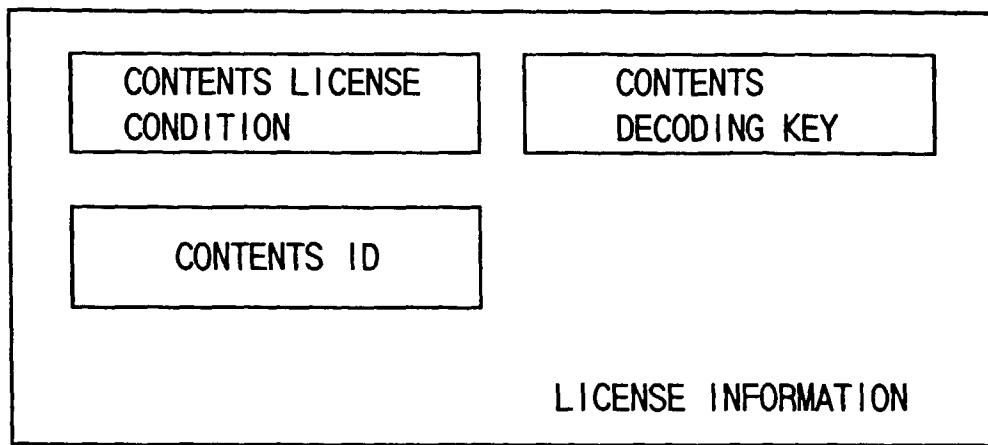 CONTENTS LICENSE
CONDITION
CONTENTS
DECODING KEY
CONTENTS ID
LICENSE INFORMATION